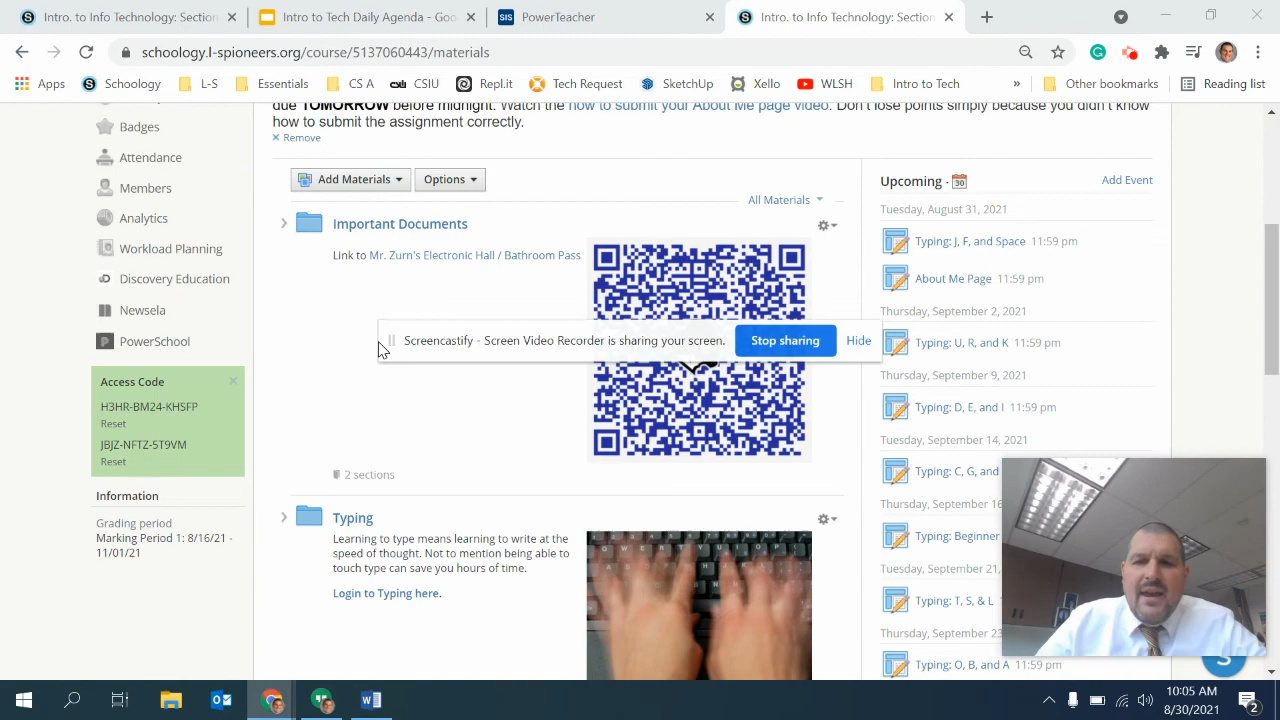 Intro. to Info Technology: Section
Intro to Tech Daily Agenda - Goo
PowerTeacher
Intro. to Info Technology: Section
schoology.l-spioneers.org/course/5137060443/materials
Apps
Schoology
L-S
Essentials
CS A
CSIU
Repl.it
Tech Request
SketchUp
Xello
WLSH
Intro to Tech
»
Other bookmarks
Reading list
due TOMORROW before midnight. Watch the how to submit your About Me page video. Don't lose points simply because you didn't know
how to submit the assignment correctly.
× Remove
Badges
Attendance
Members
Analytics
Workload Planning
Discovery Education
Newsela
PowerSchool
Access Code
H3HR-BM24-KHSFP
Reset
JBJZ-NFTZ-5T9VM
Reset
Information
Grading period
Marking Period 1: 8/16/21 -
11/01/21
Add Materials
Options
All Materials
Important Documents
Link to Mr. Zurn's Electronic Hall / Bathroom Pass
Screencastify - Screen Video Recorder is sharing your screen.
Stop sharing
Hide
2 sections
Typing
Learning to type means learning to write at the
speed of thought. Not to mention being able to
touch type can save you hours of time.
Login to Typing here.
Upcoming · 30
Add Event
Tuesday, August 31, 2021
Typing: J, F, and Space 11:59 pm
About Me Page 11:59 pm
Thursday, September 2, 2021
Typing: U, R, and K 11:59 pm
Thursday, September 9, 2021
Typing: D, E, and I 11:59 pm
Tuesday, September 14, 2021
Typing: C, G, and
Thursday, September 16
Typing: Beginner
Tuesday, September 21,
Typing: T, S, & L
Thursday, September 23
Typing: O, B, and A 11:59 pm
10:05 AM
8/30/2021
2